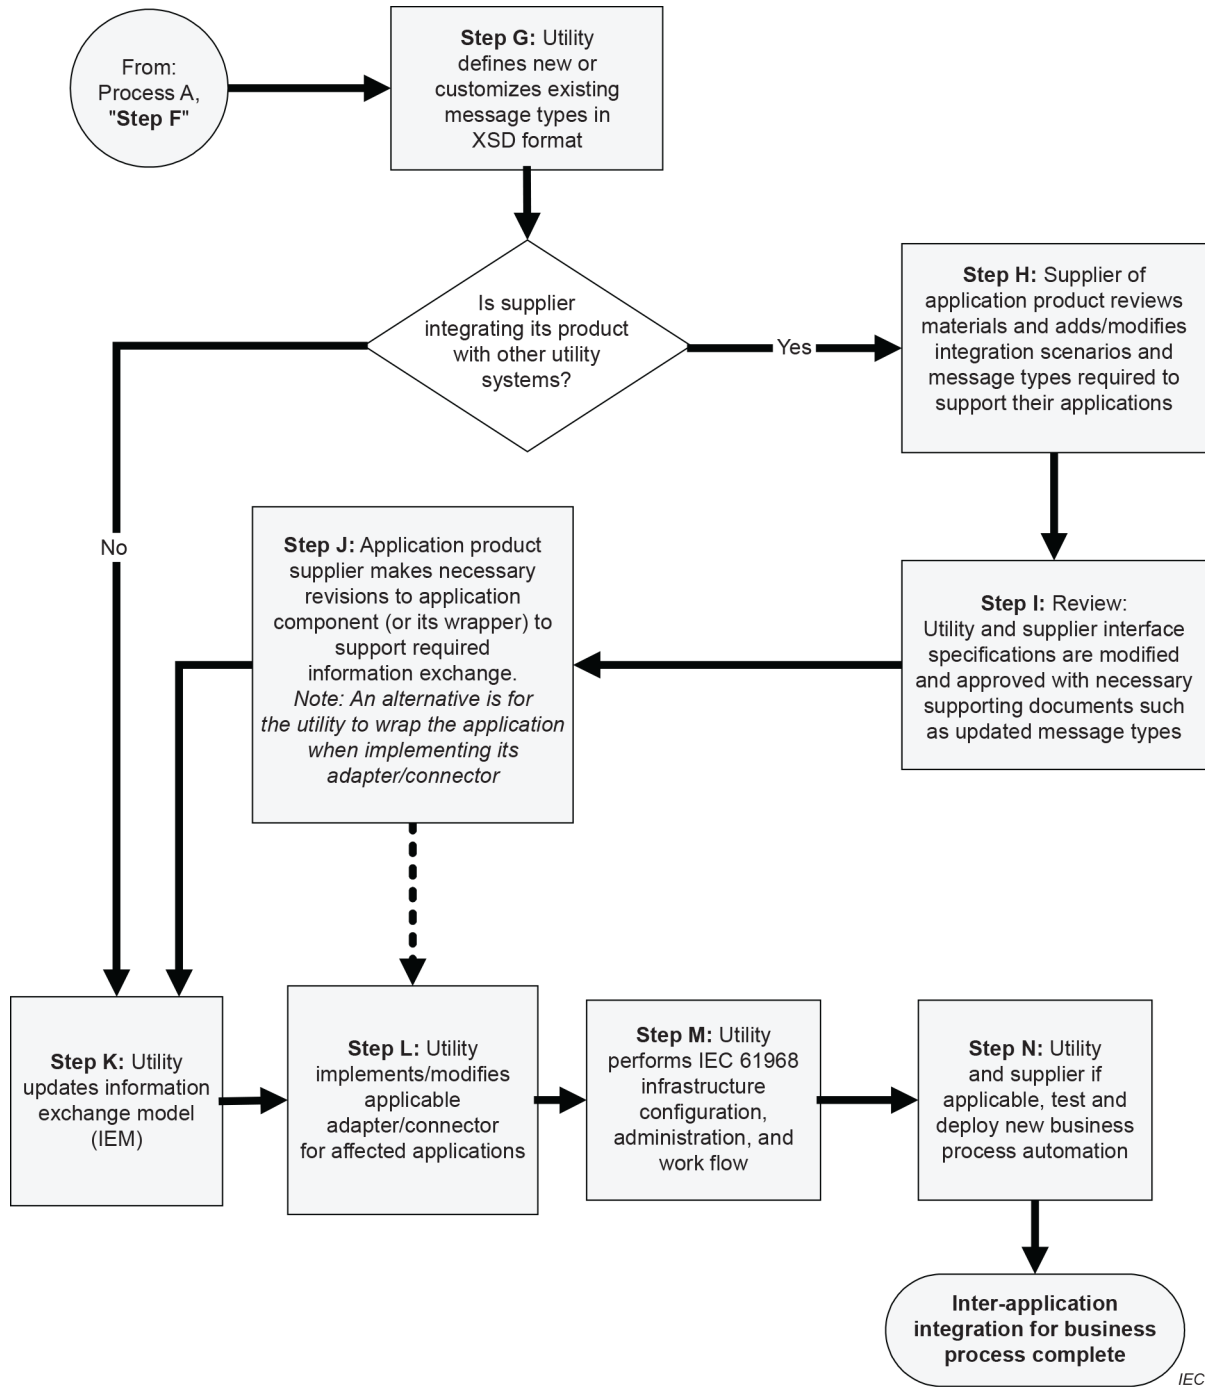 From:
Process A,
"Step F"
Step G: Utility
defines new or
customizes existing
message types in
XSD format
Is supplier
integrating its product
with other utility
systems?
Yes
Step H: Supplier of
application product reviews
materials and adds/modifies
integration scenarios and
message types required to
support their applications
No
Step I: Review:
Utility and supplier interface
specifications are modified
and approved with necessary
supporting documents such
as updated message types
Step J: Application product
supplier makes necessary
revisions to application
component (or its wrapper) to
support required
information exchange.
Note: An alternative is for
the utility to wrap the application
when implementing its
adapter/connector
Step K: Utility
updates information
exchange model
(IEM)
Step L: Utility
implements/modifies
applicable
adapter/connector
for affected applications
Step M: Utility
performs IEC 61968
infrastructure
configuration,
administration, and
work flow
Step N: Utility
and supplier if
applicable, test and
deploy new business
process automation
Inter-application
integration for business
process complete
IEC